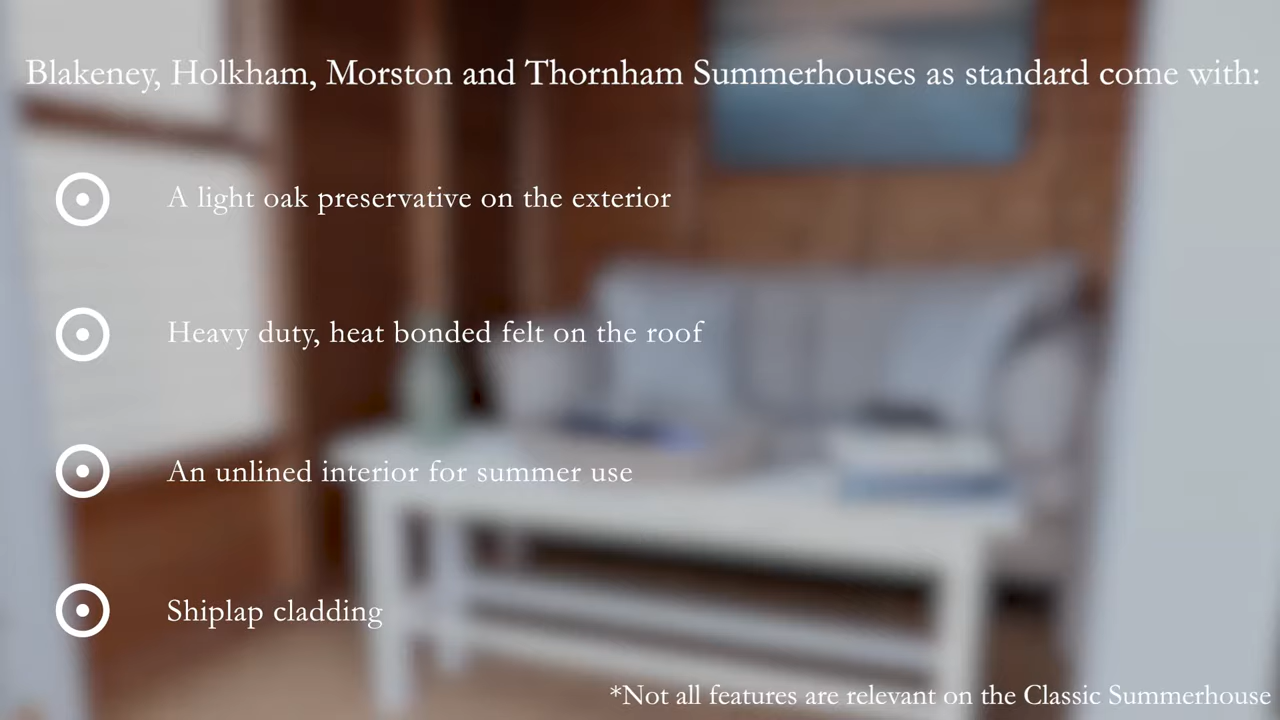 Blakeney, Holkham, Morston and Thornham Summerhouses as standard come with:
A light oak preservative on the exterior
Heavy duty, heat bonded felt on the roof
An unlined interior for summer use
Shiplap cladding
*Not all features are relevant on the Classic Summerhouse